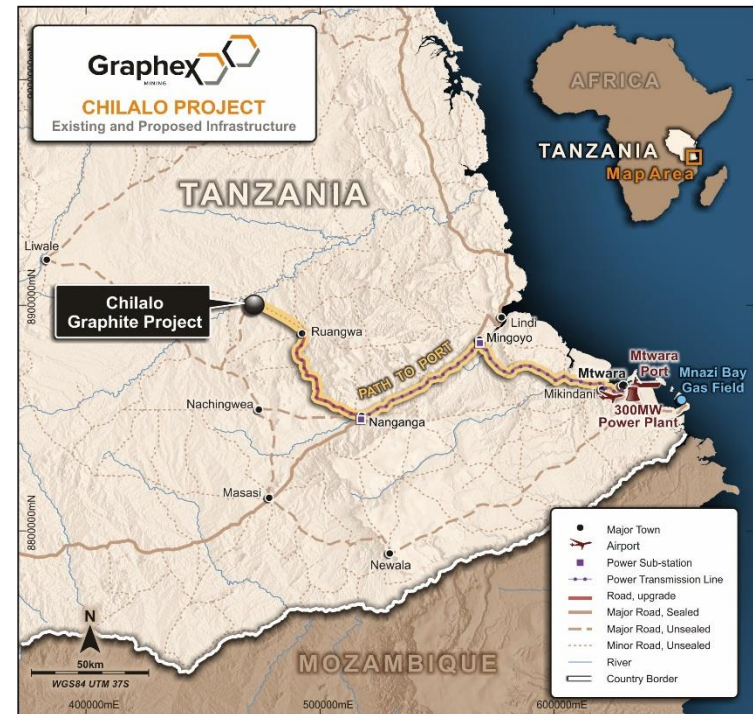 Graphex
MINING
CHILALO PROJECT
Existing and Proposed Infrastructure
AFRICA
TANZANIA
Map Area
TANZANIA
Liwale
8900000mN
Chilalo
Graphite Project
Ruangwa
Lindi
Mingoyo
PATH TO PORT
Mtwara
Port
Mtwara
Mnazi Bay
Gas Field
Mikindani
300MW
Power Plant
Nachingwea
Nanganga
Masasi
8800000mN
Newala
Major Town
Airport
Power Sub-station
Power Transmission Line
Road, upgrade
Major Road, Sealed
Major Road, Unsealed
Minor Road, Unsealed
River
Country Border
N
50km
WGS84 UTM 37S
MOZAMBIQUE
400000mE
500000mE
600000mE